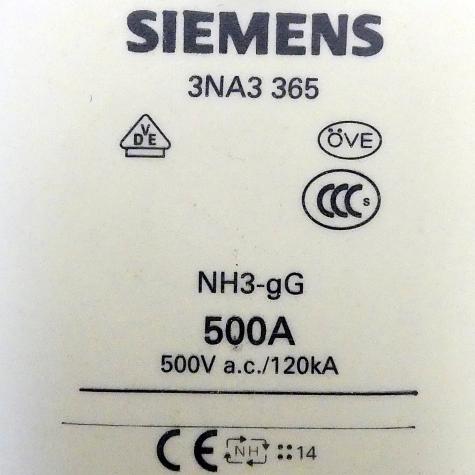 SIEMENS
3NA3 365
VDE ÖVE
CCC S
NH3-gG
500A
500V a.c./120kA
CE NH 14